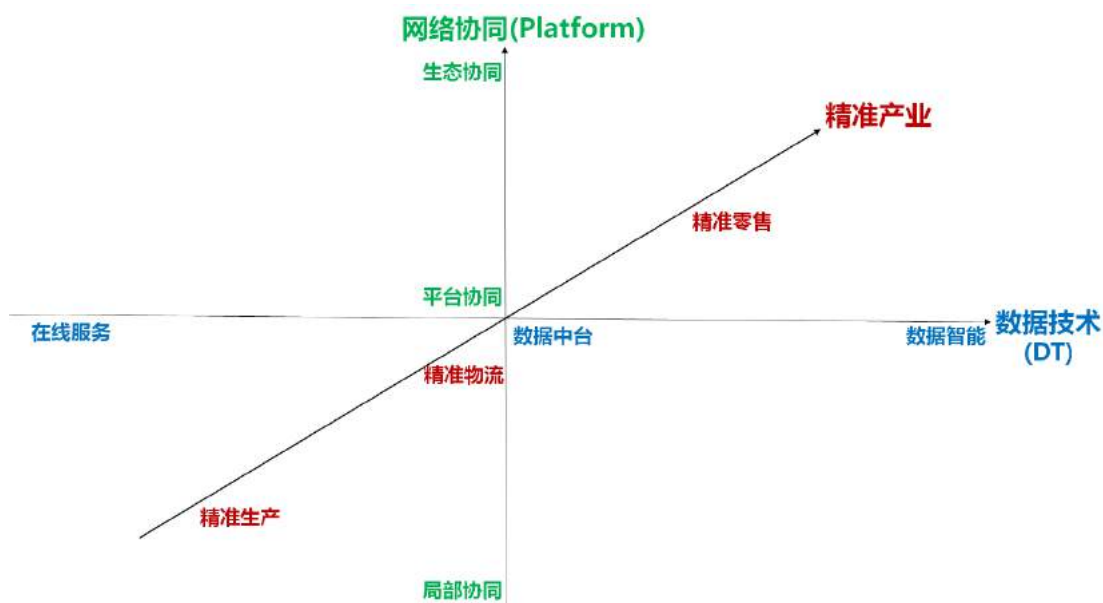 网络协同(Platform)
生态协同
精准产业
精准零售
平台协同
在线服务
数据中台
数据智能
数据技术
(DT)
精准物流
精准生产
局部协同